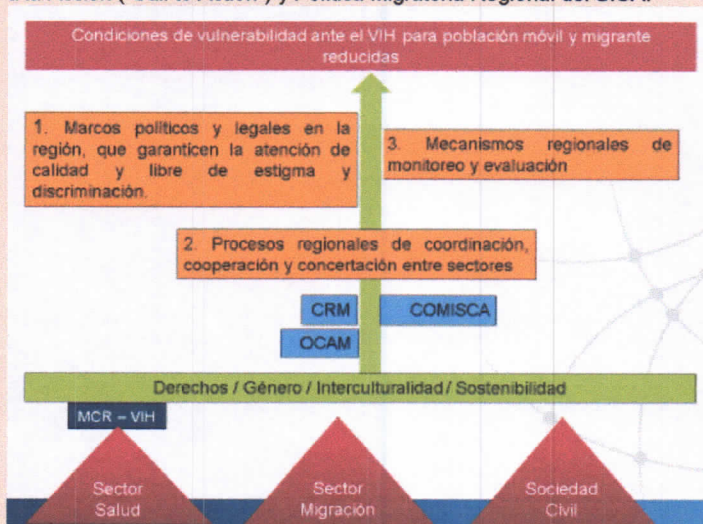 Condiciones de vulnerabilidad ante el VIH para población móvil y migrante
reducidas
1. Marcos políticos y legales en la
región, que garanticen la atención de
calidad y libre de estigma y
discriminación.
3. Mecanismos regionales de
monitoreo y evaluación
2. Procesos regionales de coordinación,
cooperación y concertación entre sectores
CRM
COMISCA
OCAM
Derechos / Género / Interculturalidad / Sostenibilidad
MCR – VIH
Sector
Salud
Sector
Migración
Sociedad
Civil